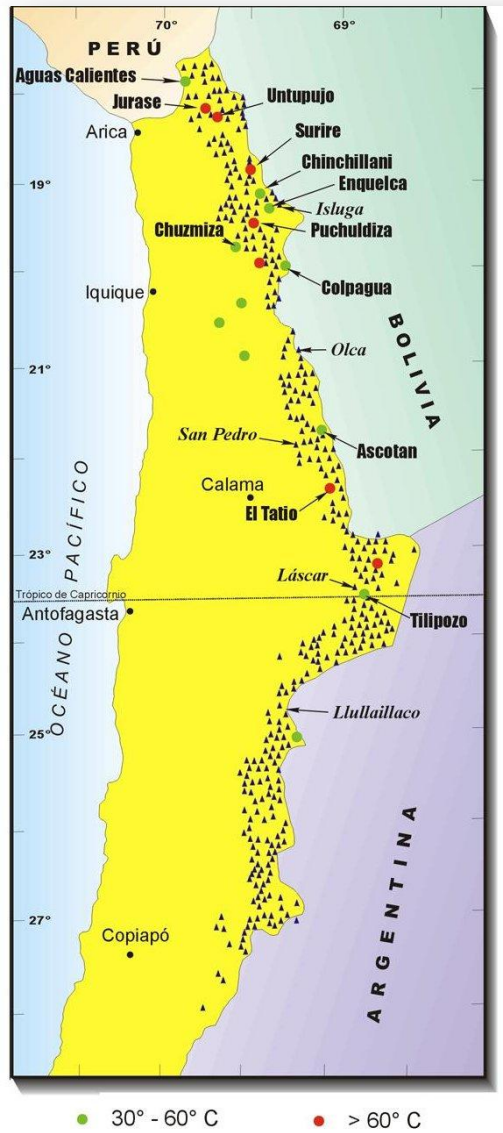 70°
69°
PERÚ
Aguas Calientes
Jurase
Untupujo
Arica
Surire
Chinchillani
19°
Enquelca
Isluga
Chuzmiza
Puchuldiza
Iquique
Colpagua
BOLIVIA
Olca
21°
San Pedro
Ascotan
Calama
El Tatio
OCÉANO PACÍFICO
23°
Láscar
Trópico de Capricornio
Antofagasta
Tilipozo
Llullaillaco
25°
ARGENTINA
27°
Copiapó
30° - 60° C
> 60° C